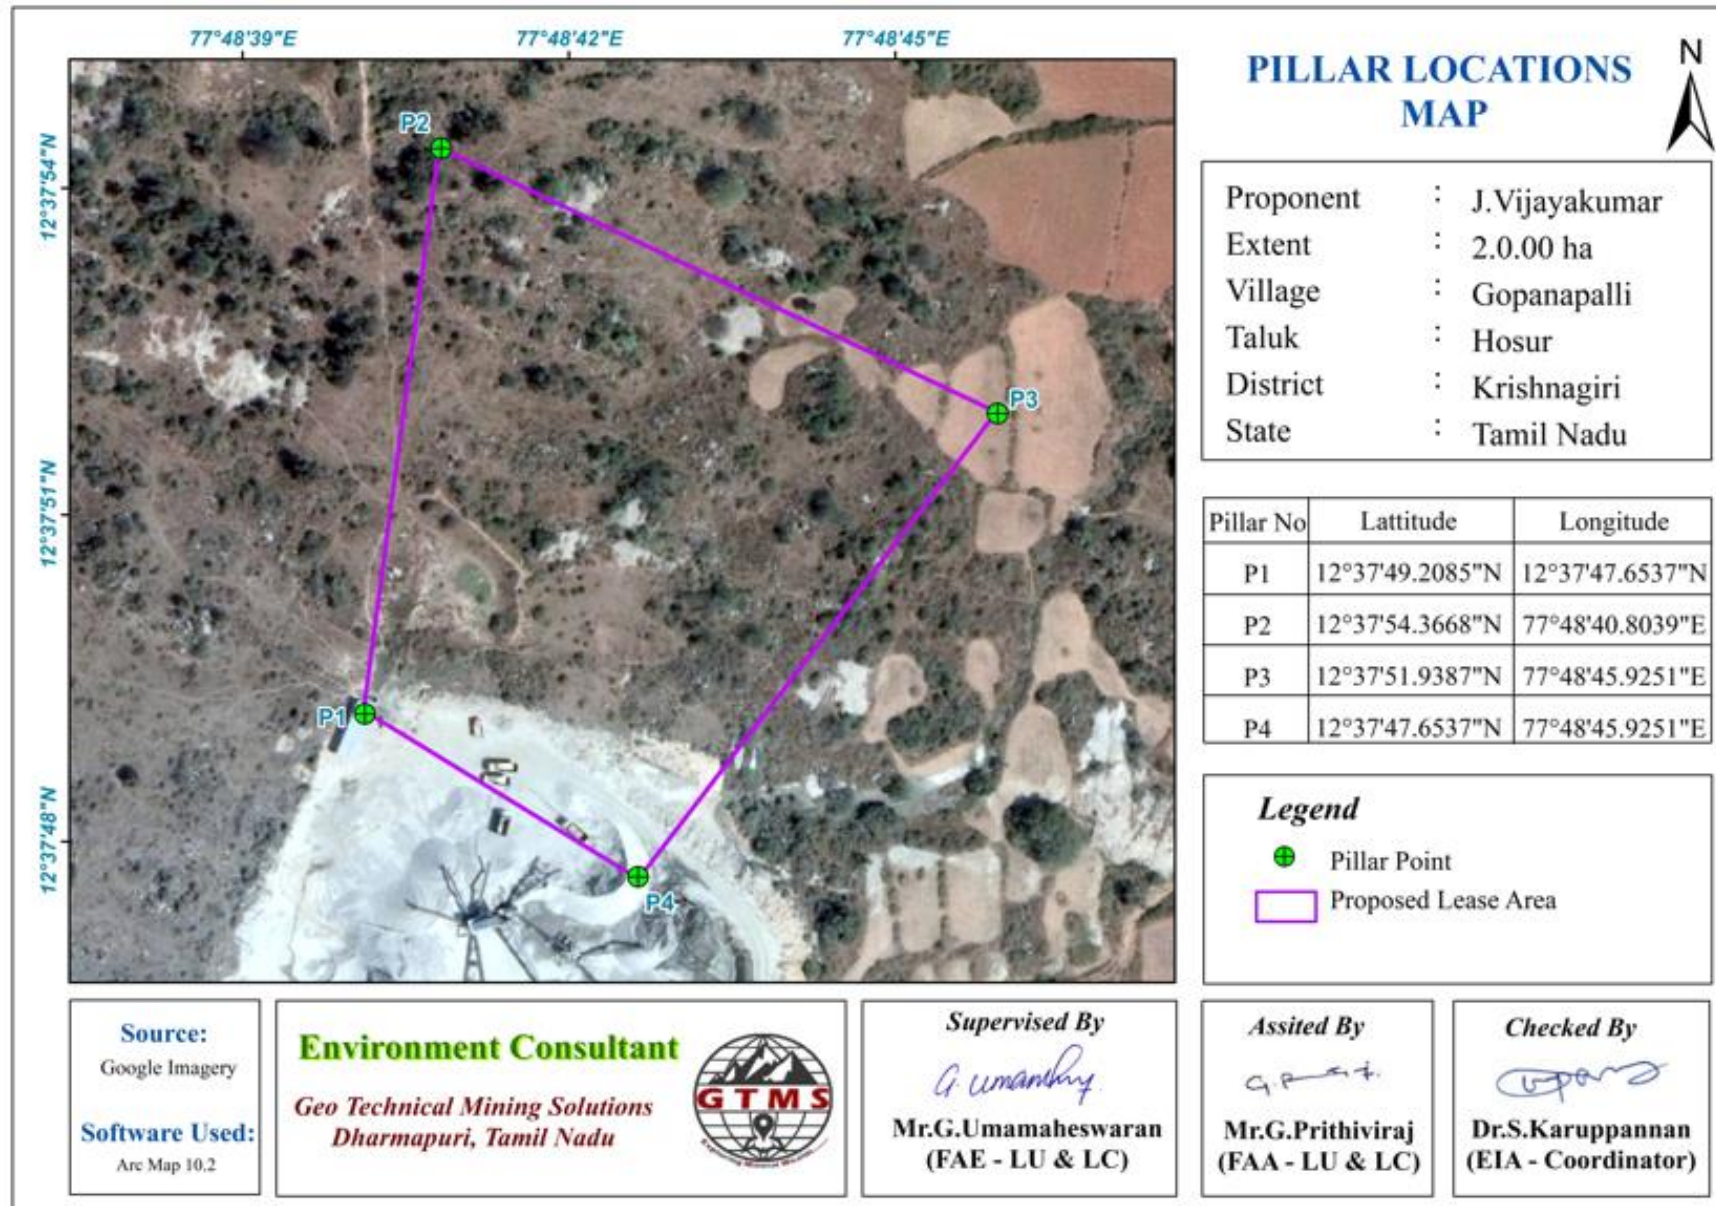 77°48'39"E
77°48'42"E
77°48'45"E
12°37'54"N
12°37'51"N
12°37'48"N
P2
P3
P1
P4
PILLAR LOCATIONS
MAP
N
Proponent : J.Vijayakumar
Extent : 2.0.00 ha
Village : Gopanapalli
Taluk : Hosur
District : Krishnagiri
State : Tamil Nadu
Pillar No Lattitude Longitude
P1 12°37'49.2085"N 12°37'47.6537"N
P2 12°37'54.3668"N 77°48'40.8039"E
P3 12°37'51.9387"N 77°48'45.9251"E
P4 12°37'47.6537"N 77°48'45.9251"E
Legend
Pillar Point
Proposed Lease Area
Source:
Google Imagery
Software Used:
Arc Map 10.2
Environment Consultant
Geo Technical Mining Solutions
Dharmapuri, Tamil Nadu
GTMS
Supervised By
Mr.G.Umamaheswaran
(FAE - LU & LC)
Assited By
Mr.G.Prithiviraj
(FAA - LU & LC)
Checked By
Dr.S.Karuppannan
(EIA - Coordinator)